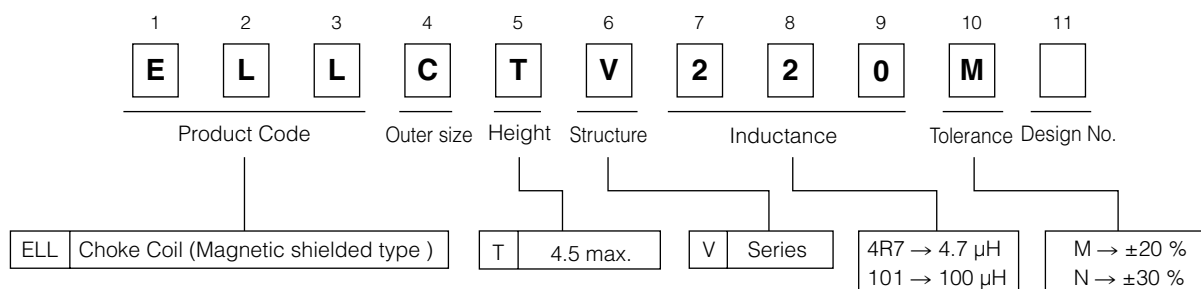 1 2 3 4 5 6 7 8 9 10 11
E L L C T V 2 2 0 M
Product Code Outer size Height Structure Inductance Tolerance Design No.
ELL Choke Coil (Magnetic shielded type ) T 4.5 max. V Series 4R7 → 4.7 µH M → ±20 %
101 → 100 µH N → ±30 %